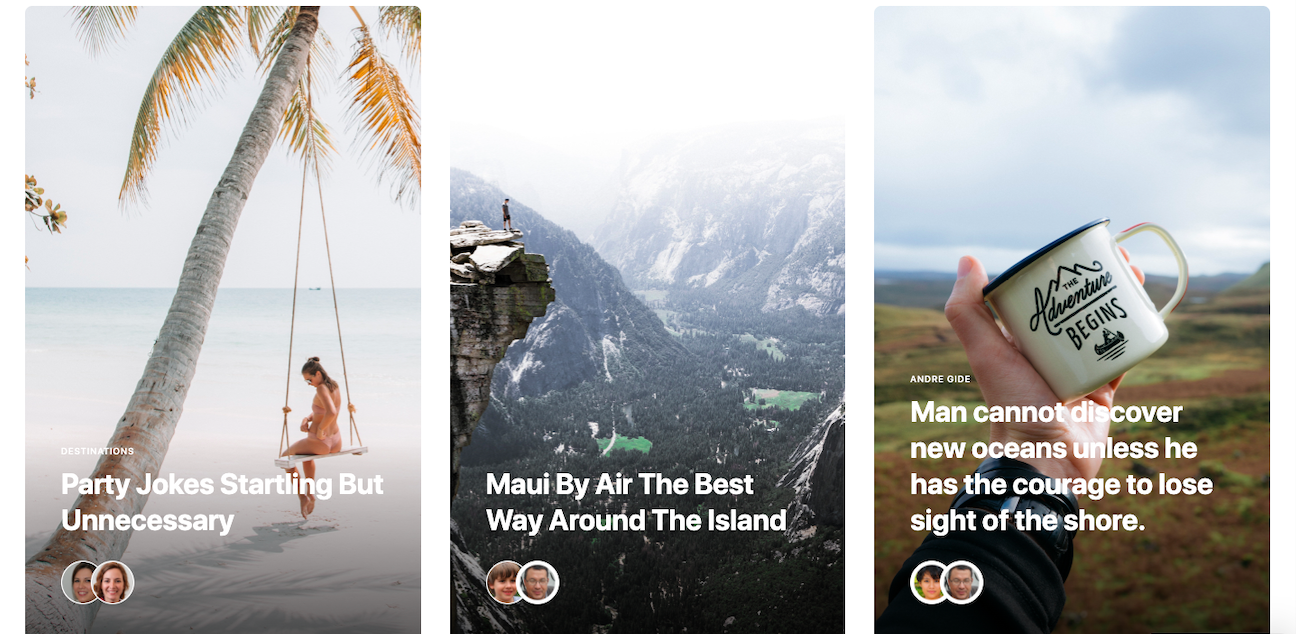 DESTINATIONS
Party Jokes Startling But
Unnecessary
Maui By Air The Best
Way Around The Island
THE
Adventure
BEGINS
ANDRE GIDE
Man cannot discover
new oceans unless he
has the courage to lose
sight of the shore.